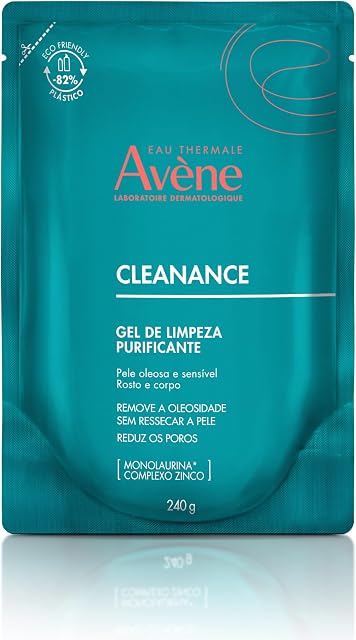 ECO FRIENDLY
-82%
PLÁSTICO
EAU THERMALE
Avène
LABORATOIRE DERMATOLOGIQUE
CLEANANCE
GEL DE LIMPEZA
PURIFICANTE
Pele oleosa e sensível
Rosto e corpo
REMOVE A OLEOSIDADE
SEM RESSECAR A PELE
REDUZ OS POROS
[ MONOLAURINA*
COMPLEXO ZINCO ]
240 g